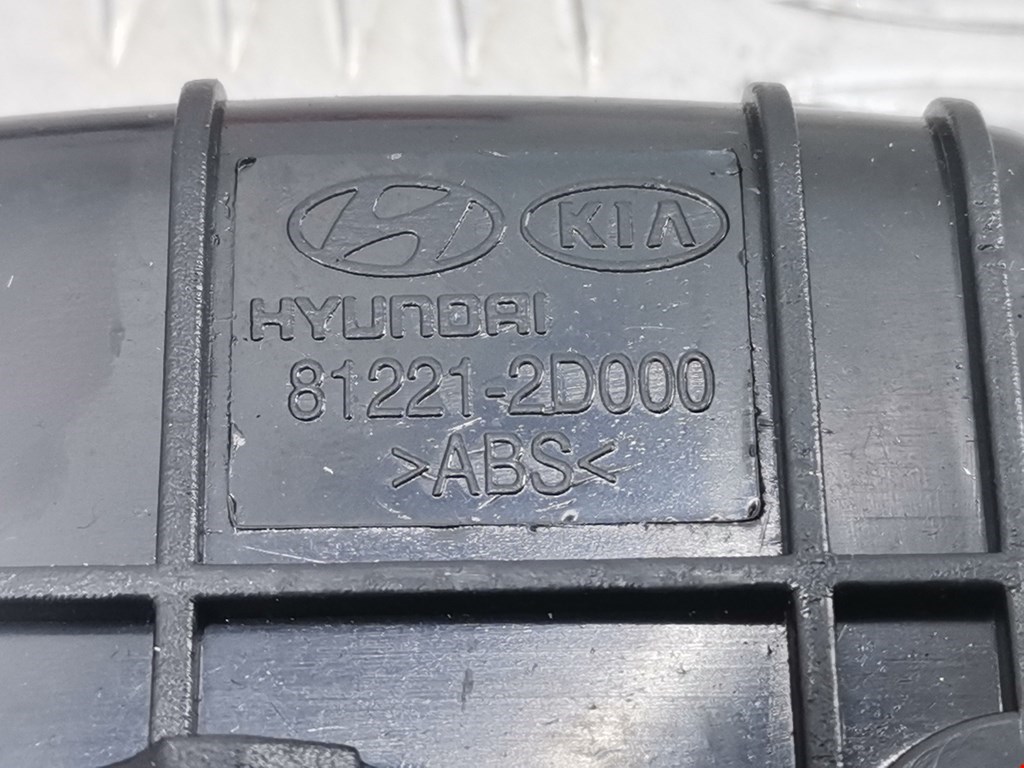 KIA
HYUNDAI
81221-2D000
>ABS<